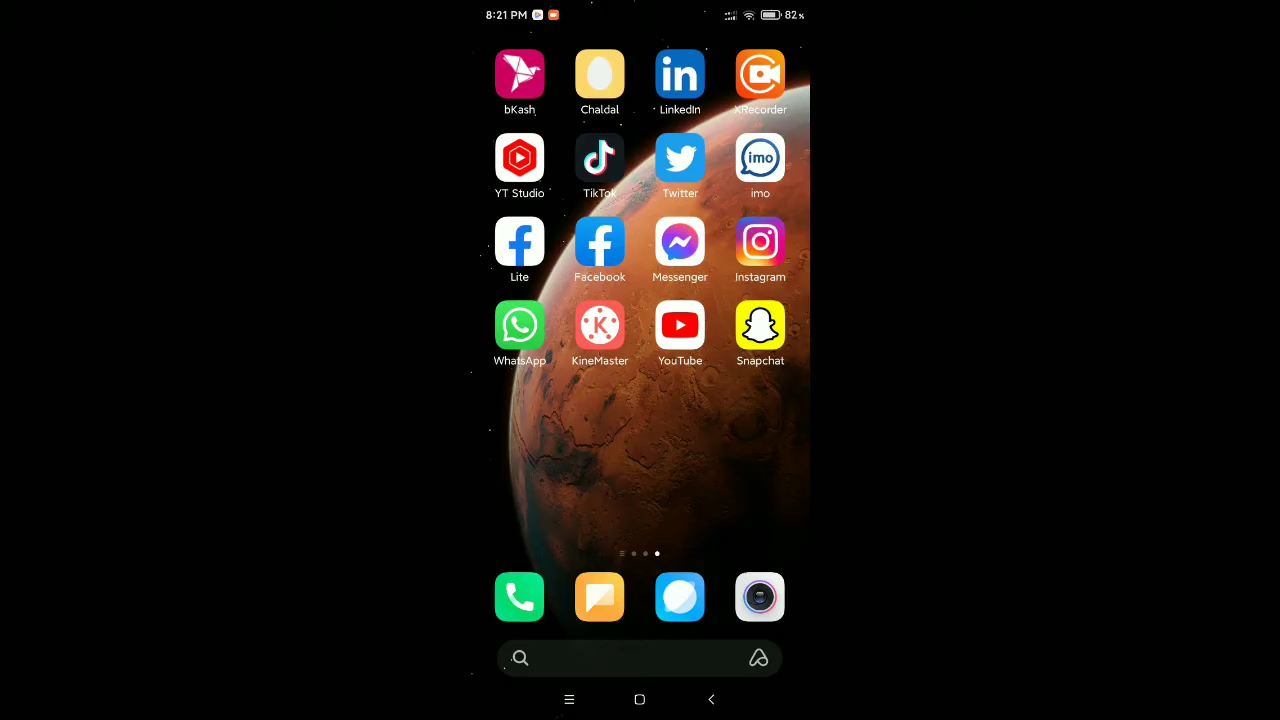 8:21 PM 82%
bKash Chaldal LinkedIn XRecorder
YT Studio TikTok Twitter imo
Lite Facebook Messenger Instagram
WhatsApp KineMaster YouTube Snapchat